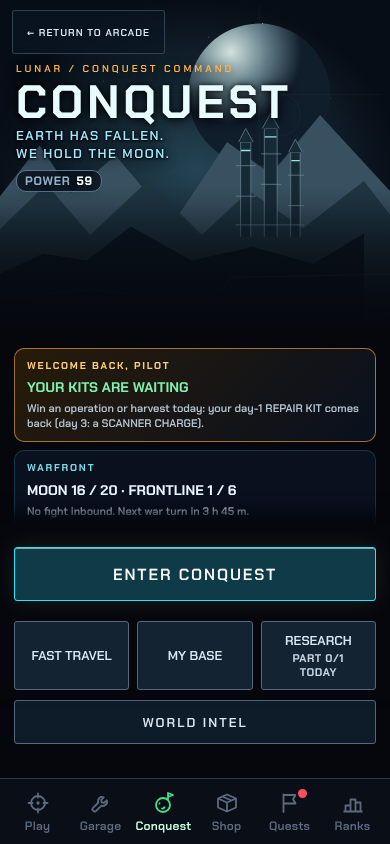 ← RETURN TO ARCADE
LUNAR / CONQUEST COMMAND
CONQUEST
EARTH HAS FALLEN.
WE HOLD THE MOON.
POWER 59
WELCOME BACK, PILOT
YOUR KITS ARE WAITING
Win an operation or harvest today: your day-1 REPAIR KIT comes
back (day 3: a SCANNER CHARGE).
WARFRONT
MOON 16 / 20 · FRONTLINE 1 / 6
No fight inbound. Next war turn in 3 h 45 m.
ENTER CONQUEST
FAST TRAVEL
MY BASE
RESEARCH
PART 0/1
TODAY
WORLD INTEL
Play
Garage
Conquest
Shop
Quests
Ranks